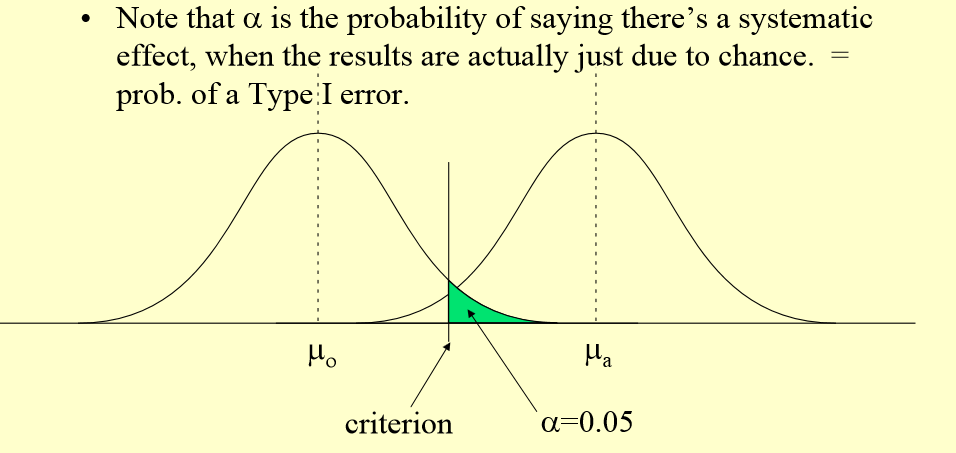 • Note that α is the probability of saying there's a systematic
effect, when the results are actually just due to chance. =
prob. of a Type I error.
μo
μa
criterion
α=0.05